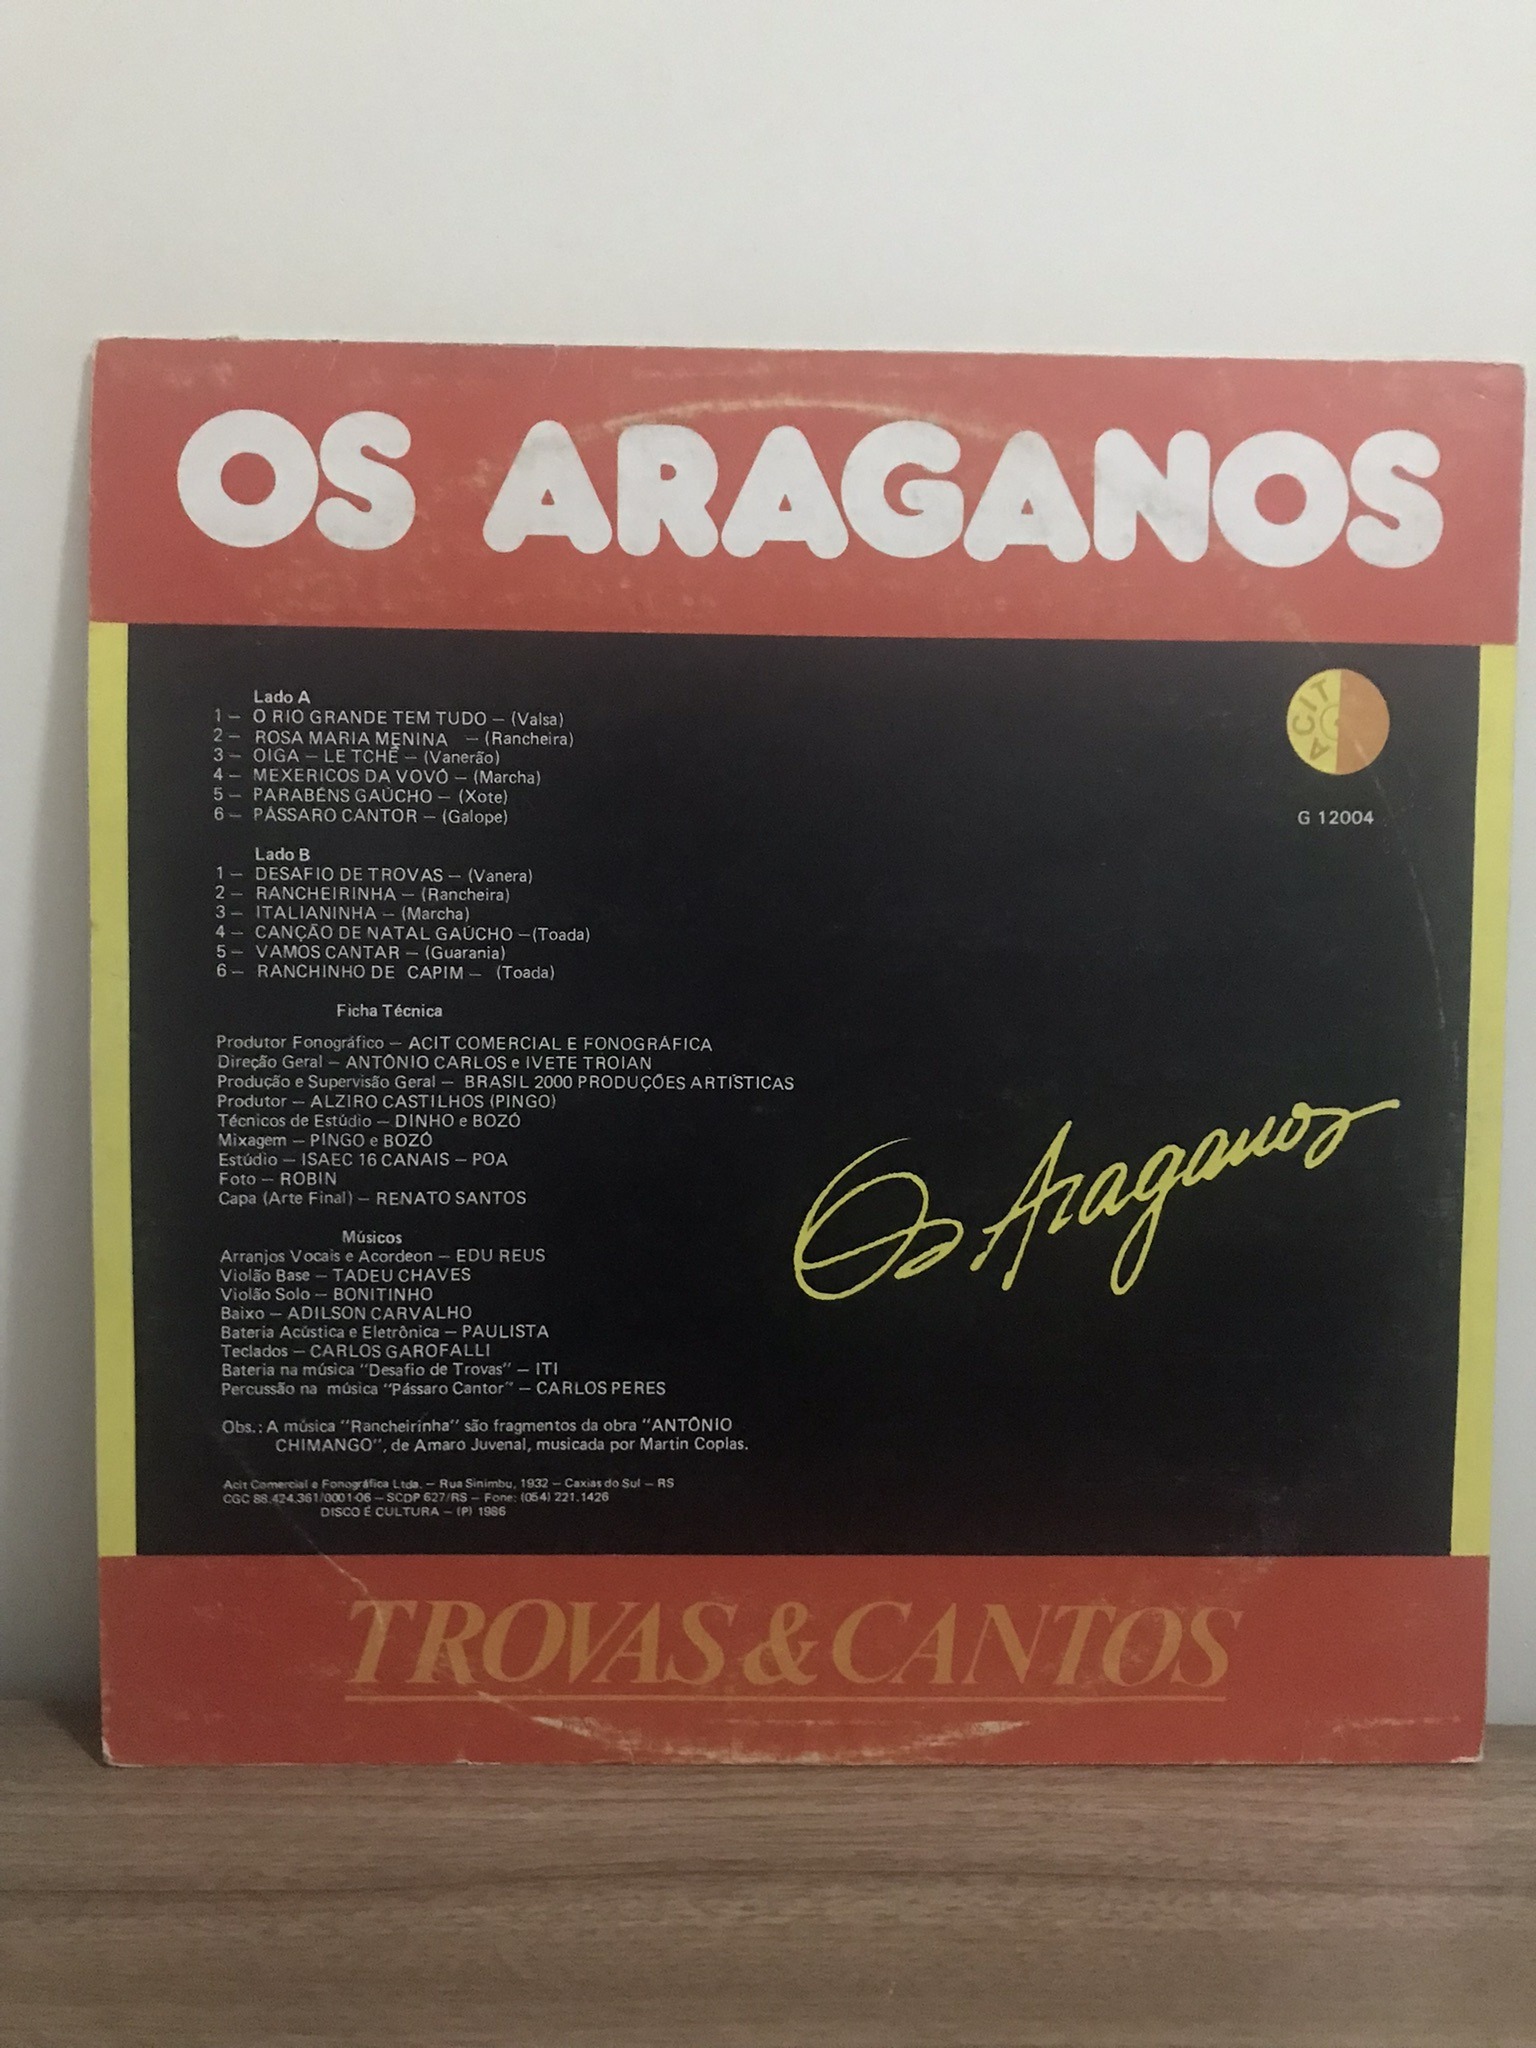 OS ARAGANOS
Lado A
1 – O RIO GRANDE TEM TUDO – (Valsa)
2 – ROSA MARIA MENINA – (Rancheira)
3 – OIGA – LE TCHÊ – (Vanerão)
4 – MEXERICOS DA VOVÓ – (Marcha)
5 – PARABÉNS GAÚCHO – (Xote)
6 – PÁSSARO CANTOR – (Galope)
ACIT
G 12004
Lado B
1 – DESAFIO DE TROVAS – (Vanera)
2 – RANCHEIRINHA – (Rancheira)
3 – ITALIANINHA – (Marcha)
4 – CANÇÃO DE NATAL GAÚCHO –(Toada)
5 – VAMOS CANTAR – (Guarania)
6 – RANCHINHO DE CAPIM – (Toada)
Ficha Técnica
Produtor Fonográfico – ACIT COMERCIAL E FONOGRÁFICA
Direção Geral – ANTÔNIO CARLOS e IVETE TROIAN
Produção e Supervisão Geral – BRASIL 2000 PRODUÇÕES ARTÍSTICAS
Produtor – ALZIRO CASTILHOS (PINGO)
Técnicos de Estúdio – DINHO e BOZÓ
Mixagem – PINGO e BOZÓ
Estúdio – ISAEC 16 CANAIS – POA
Foto – ROBIN
Capa (Arte Final) – RENATO SANTOS
Os Araganos
Músicos
Arranjos Vocais e Acordeon – EDU REUS
Violão Base – TADEU CHAVES
Violão Solo – BONITINHO
Baixo – ADILSON CARVALHO
Bateria Acústica e Eletrônica – PAULISTA
Teclados – CARLOS GAROFALLI
Bateria na música "Desafio de Trovas" – ITI
Percussão na música "Pássaro Cantor" – CARLOS PERES
Obs.: A música "Rancheirinha" são fragmentos da obra "ANTÔNIO
CHIMANGO", de Amaro Juvenal, musicada por Martin Coplas.
Acit Comercial e Fonográfica Ltda. – Rua Sinimbu, 1932 – Caxias do Sul – RS
CGC 88.424.361/0001-06 – SCDP 627/RS – Fone: (054) 221.1426
DISCO É CULTURA – (P) 1986
TROVAS & CANTOS